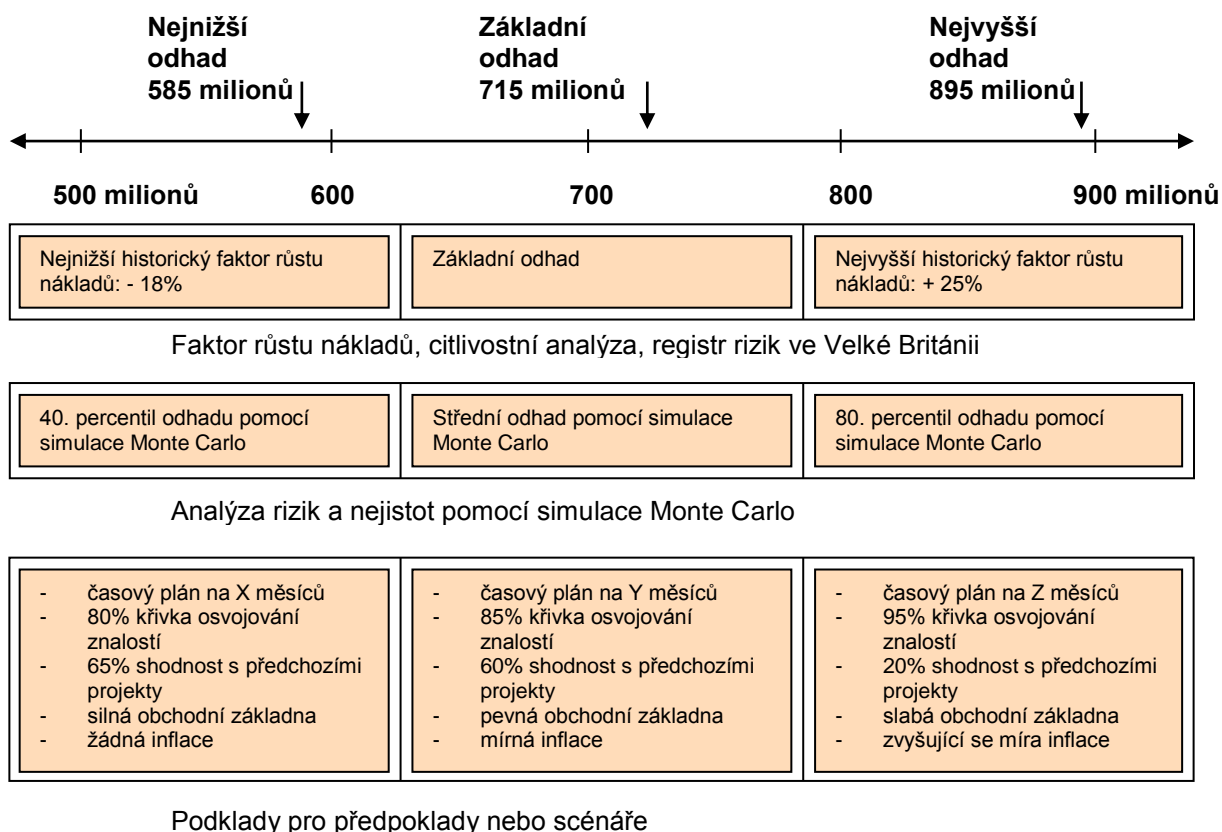 Nejnižší
odhad
585 milionů
Základní
odhad
715 milionů
Nejvyšší
odhad
895 milionů
500 milionů 600 700 800 900 milionů
Nejnižší historický faktor růstu
nákladů: - 18%
Základní odhad
Nejvyšší historický faktor růstu
nákladů: + 25%
Faktor růstu nákladů, citlivostní analýza, registr rizik ve Velké Británii
40. percentil odhadu pomocí
simulace Monte Carlo
Střední odhad pomocí simulace
Monte Carlo
80. percentil odhadu pomocí
simulace Monte Carlo
Analýza rizik a nejistot pomocí simulace Monte Carlo
- časový plán na X měsíců
- 80% křivka osvojování
znalostí
- 65% shodnost s předchozími
projekty
- silná obchodní základna
- žádná inflace
- časový plán na Y měsíců
- 85% křivka osvojování
znalostí
- 60% shodnost s předchozími
projekty
- pevná obchodní základna
- mírná inflace
- časový plán na Z měsíců
- 95% křivka osvojování
znalostí
- 20% shodnost s předchozími
projekty
- slabá obchodní základna
- zvyšující se míra inflace
Podklady pro předpoklady nebo scénáře